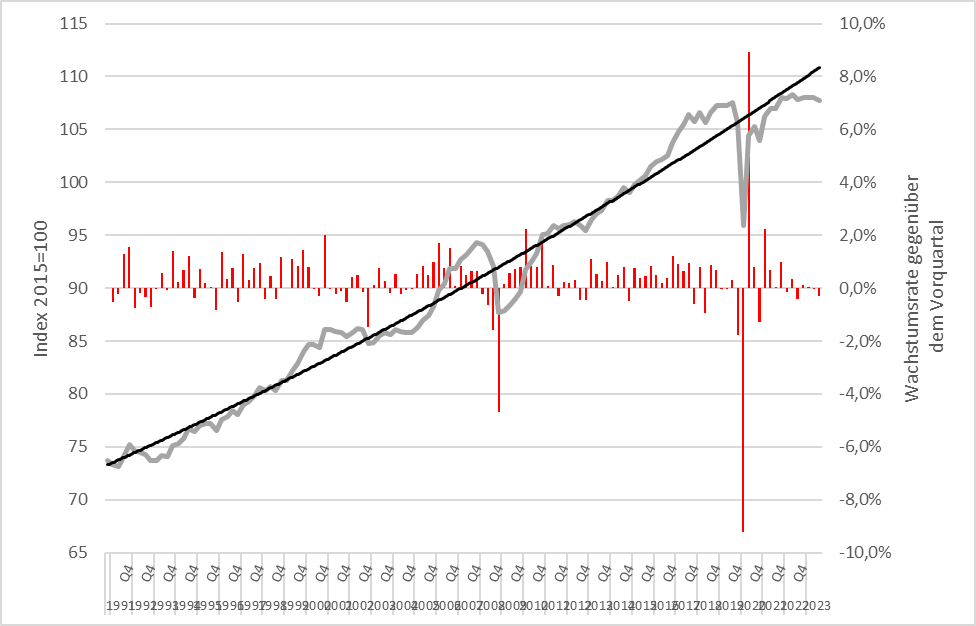 115 10,0%
110 8,0%
105 6,0%
100 4,0%
95 2,0%
90 0,0%
85 -2,0%
80 -4,0%
75 -6,0%
70 -8,0%
65 -10,0%
Index 2015=100
Wachstumsrate gegenüber
dem Vorquartal
Q4 Q4 Q4 Q4 Q4 Q4 Q4 Q4 Q4 Q4 Q4 Q4 Q4 Q4 Q4 Q4 Q4 Q4 Q4 Q4 Q4 Q4 Q4 Q4 Q4 Q4 Q4 Q4 Q4 Q4 Q4 Q4
1991 1992 1993 1994 1995 1996 1997 1998 1999 2000 2001 2002 2003 2004 2005 2006 2007 2008 2009 2010 2011 2012 2013 2014 2015 2016 2017 2018 2019 2020 2021 2022 2023